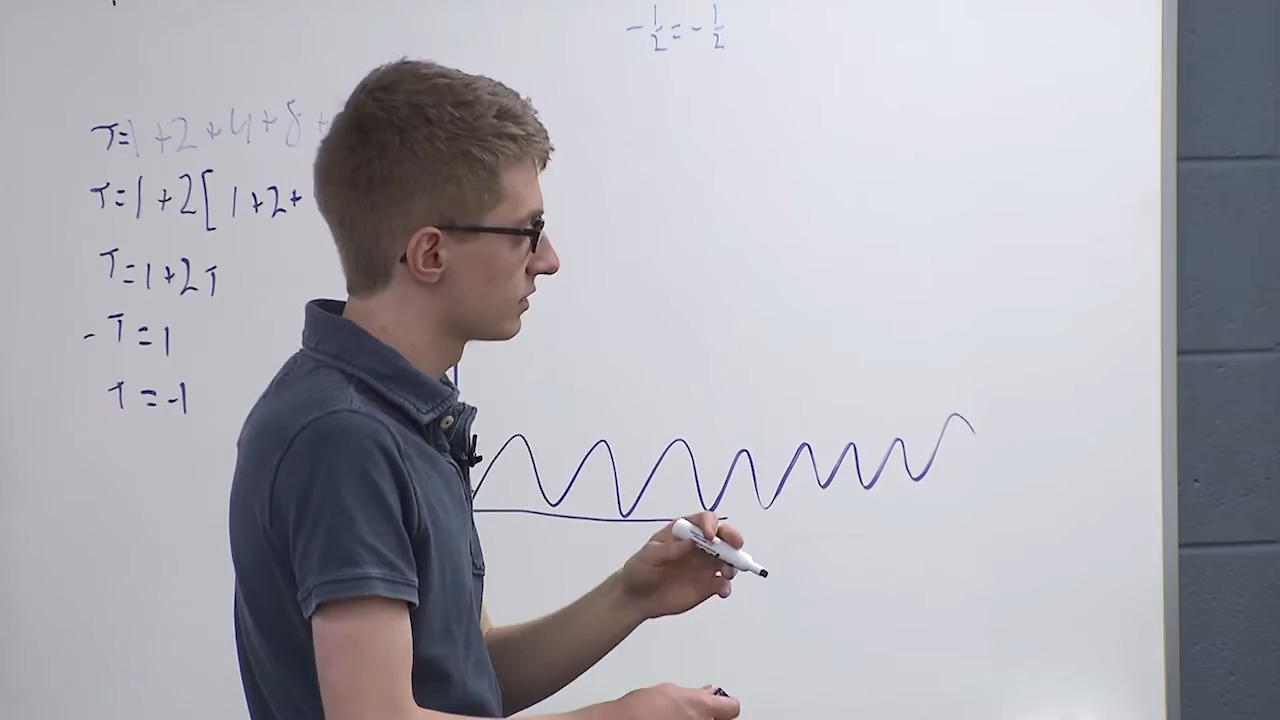 -1/2 = -1/2
T=1+2+4+8+
T=1+2[1+2+
T=1+2T
-T=1
T=-1